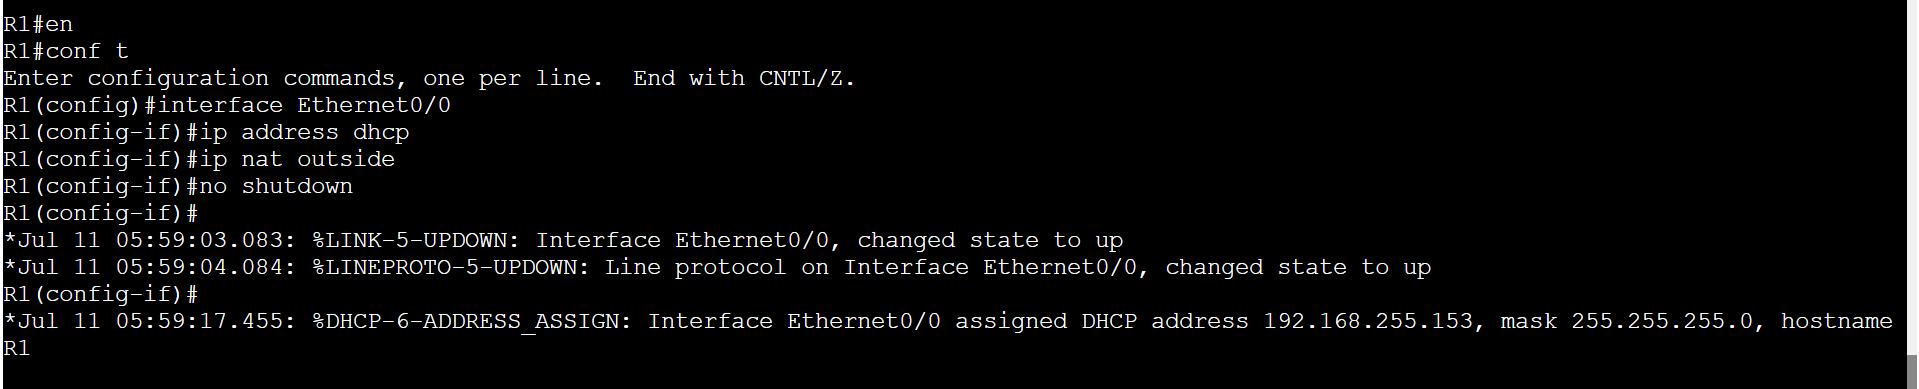 R1#en
R1#conf t
Enter configuration commands, one per line.  End with CNTL/Z.
R1(config)#interface Ethernet0/0
R1(config-if)#ip address dhcp
R1(config-if)#ip nat outside
R1(config-if)#no shutdown
R1(config-if)#
*Jul 11 05:59:03.083: %LINK-5-UPDOWN: Interface Ethernet0/0, changed state to up
*Jul 11 05:59:04.084: %LINEPROTO-5-UPDOWN: Line protocol on Interface Ethernet0/0, changed state to up
R1(config-if)#
*Jul 11 05:59:17.455: %DHCP-6-ADDRESS_ASSIGN: Interface Ethernet0/0 assigned DHCP address 192.168.255.153, mask 255.255.255.0, hostname
R1